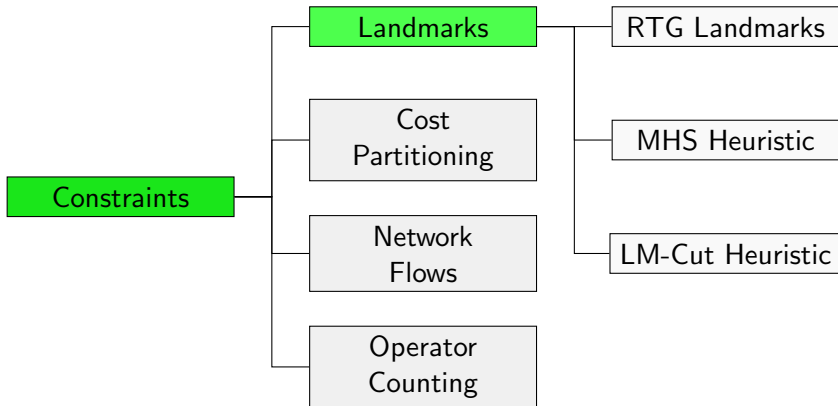 Constraints
Landmarks
Cost
Partitioning
Network
Flows
Operator
Counting
RTG Landmarks
MHS Heuristic
LM-Cut Heuristic